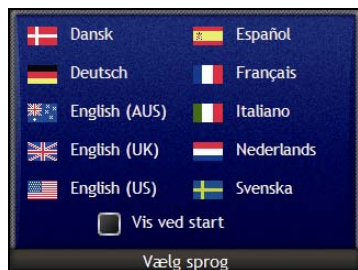 Dansk
Español
Deutsch
Français
English (AUS)
Italiano
English (UK)
Nederlands
English (US)
Svenska
Vis ved start
Vælg sprog